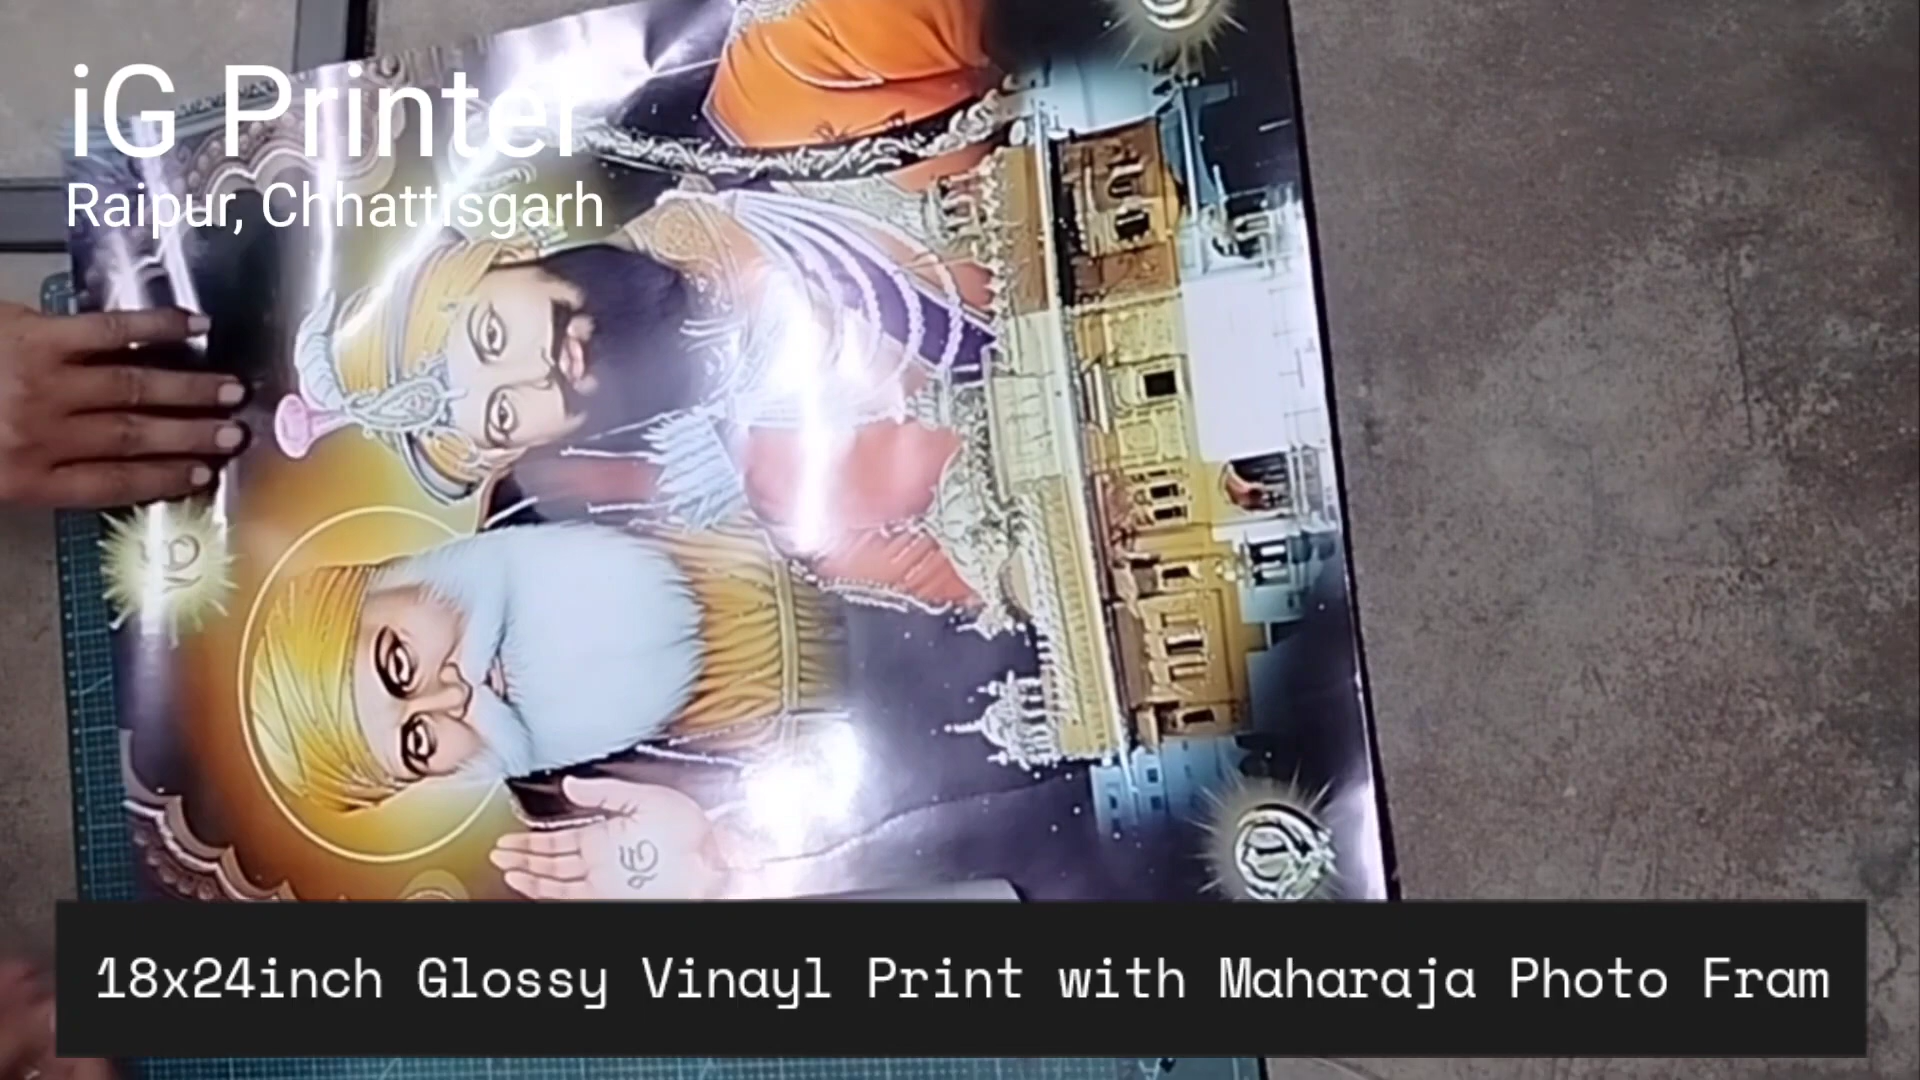 iG Printer
Raipur, Chhattisgarh
ੴ
ੴ
18x24inch Glossy Vinayl Print with Maharaja Photo Fram